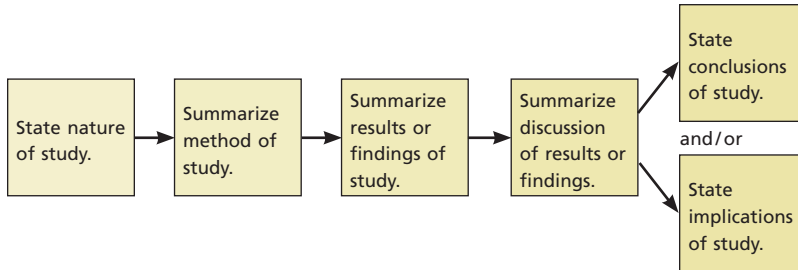 State nature
of study.
Summarize
method of
study.
Summarize
results or
findings of
study.
Summarize
discussion
of results or
findings.
State
conclusions
of study.
and/or
State
implications
of study.